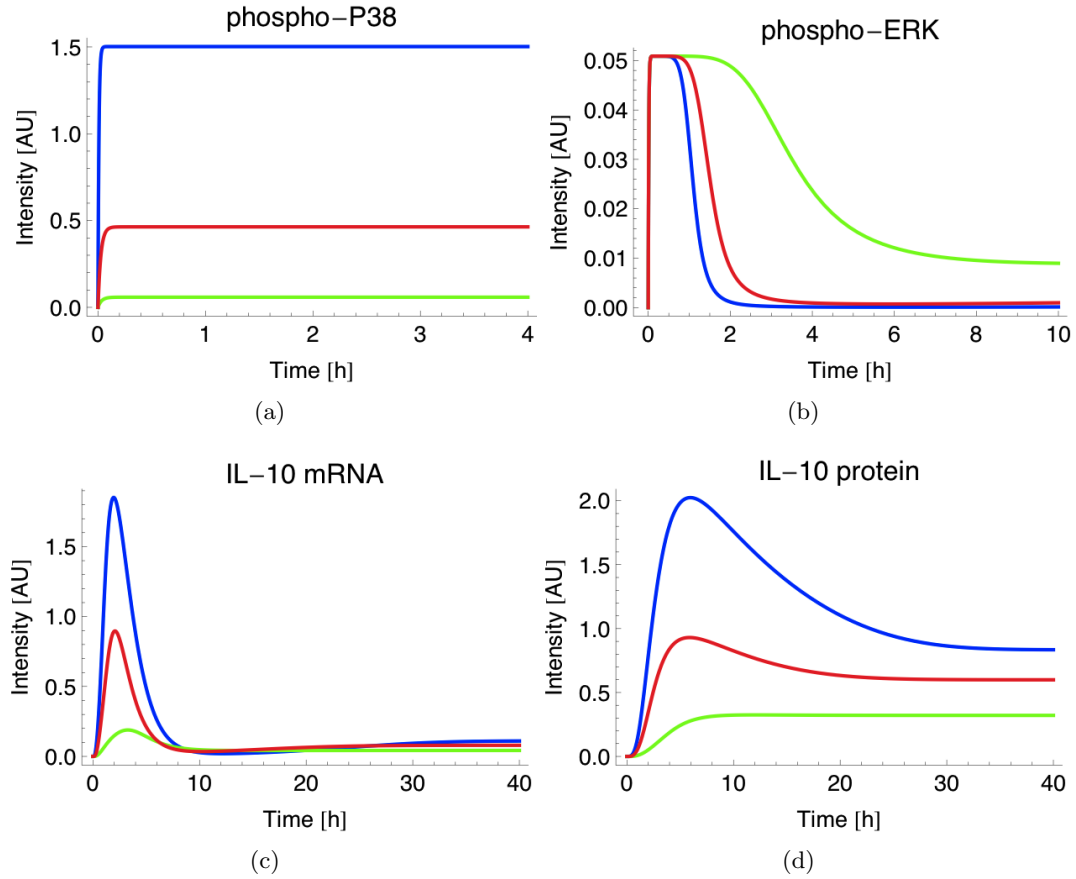 phospho−P38
1.5
1.0
0.5
0.0
Intensity [AU]
0 1 2 3 4
Time [h]
(a)
phospho−ERK
0.05
0.04
0.03
0.02
0.01
0.00
Intensity [AU]
0 2 4 6 8 10
Time [h]
(b)
IL−10 mRNA
1.5
1.0
0.5
0.0
Intensity [AU]
0 10 20 30 40
Time [h]
(c)
IL−10 protein
2.0
1.5
1.0
0.5
0.0
Intensity [AU]
0 10 20 30 40
Time [h]
(d)